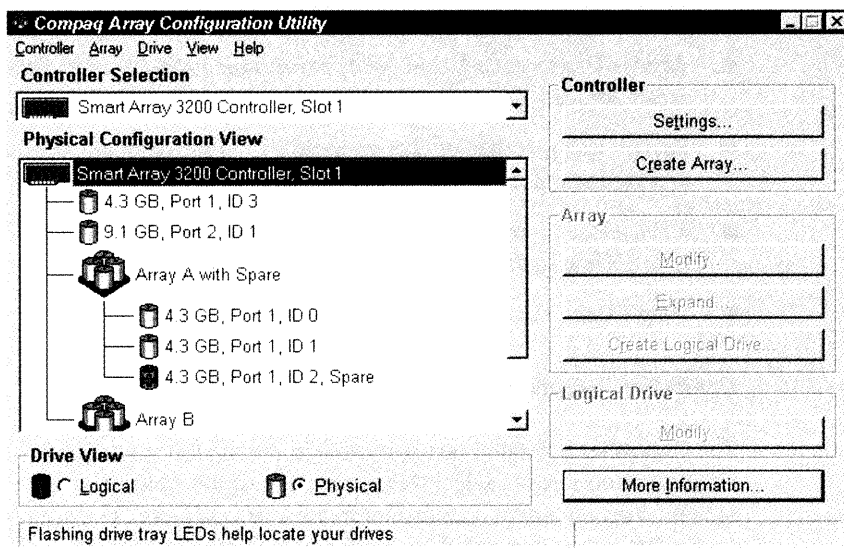 Compaq Array Configuration Utility
Controller Array Drive View Help
Controller Selection
Smart Array 3200 Controller, Slot 1
Physical Configuration View
Smart Array 3200 Controller, Slot 1
4.3 GB, Port 1, ID 3
9.1 GB, Port 2, ID 1
Array A with Spare
4.3 GB, Port 1, ID 0
4.3 GB, Port 1, ID 1
4.3 GB, Port 1, ID 2, Spare
Array B
Drive View
Logical
Physical
Controller
Settings...
Create Array...
Array
Modify...
Expand...
Create Logical Drive...
Logical Drive
Modify...
More Information...
Flashing drive tray LEDs help locate your drives